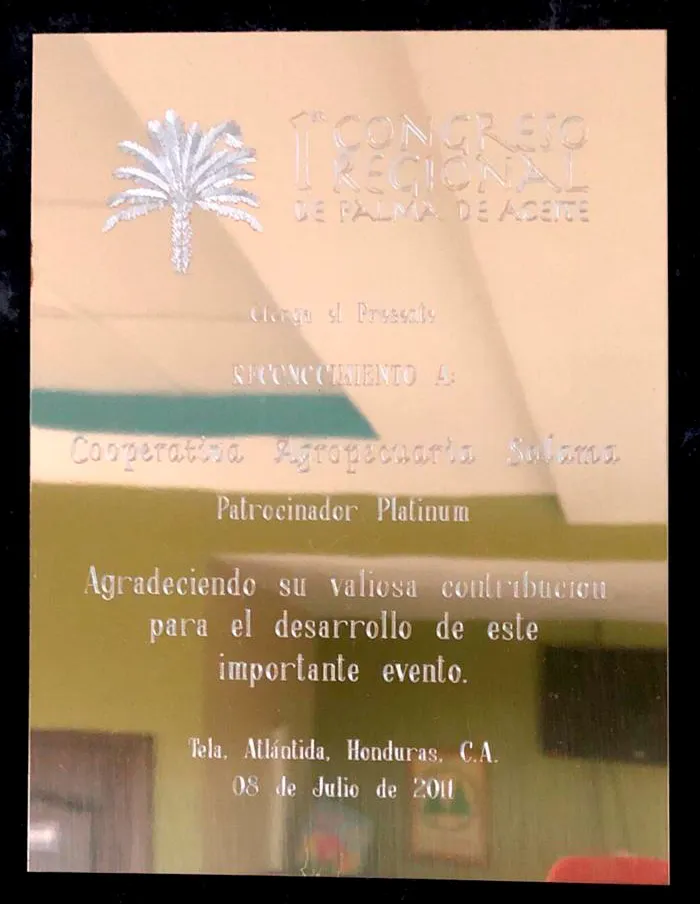 1er CONGRESO
REGIONAL
DE PALMA DE ACEITE
Otorga el Presente
RECONOCIMIENTO A:
Cooperativa Agropecuaria Salama
Patrocinador Platinum
Agradeciendo su valiosa contribucion
para el desarrollo de este
importante evento.
Tela, Atlántida, Honduras, C.A.
08 de Julio de 2011